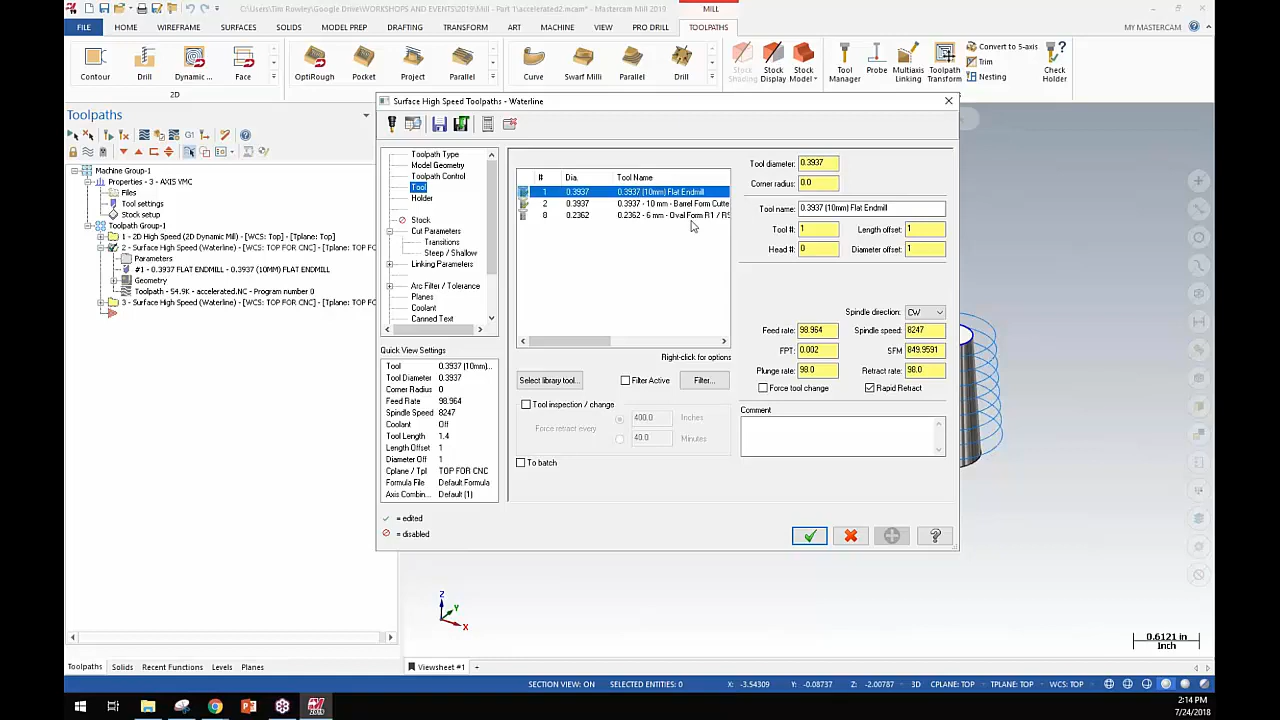 C:\Users\Tim Rowley\Google Drive\WORKSHOPS AND EVENTS\2019\Mill - Part 1\accelerated2.mcam* - Mastercam Mill 2019
MILL
FILE HOME WIREFRAME SURFACES SOLIDS MODEL PREP DRAFTING TRANSFORM ART MACHINE VIEW PRO DRILL TOOLPATHS MY MASTERCAM
Contour Drill Dynamic ... Face OptiRough Pocket Project Parallel Curve Swarf Milli Parallel Drill Stock Shading Stock Display Stock Model Tool Manager Probe Multiaxis Linking Toolpath Transform Convert to 5-axis Trim Nesting Check Holder
2D
Toolpaths
Machine Group-1
Properties - 3 - AXIS VMC
Files
Tool settings
Stock setup
Toolpath Group-1
1 - 2D High Speed (2D Dynamic Mill) - [WCS: Top] - [Tplane: Top]
2 - Surface High Speed (Waterline) - [WCS: TOP FOR CNC] - [Tplane: TOP FO
Parameters
#1 - 0.3937 FLAT ENDMILL - 0.3937 (10MM) FLAT ENDMILL
Geometry
Toolpath - 54.9K - accelerated.NC - Program number 0
3 - Surface High Speed (Waterline) - [WCS: TOP FOR CNC] - [Tplane: TOP FO
Surface High Speed Toolpaths - Waterline
Toolpath Type
Model Geometry
Toolpath Control
Tool
Holder
Stock
Cut Parameters
Transitions
Steep / Shallow
Linking Parameters
Arc Filter / Tolerance
Planes
Coolant
Canned Text
Quick View Settings
Tool 0.3937 (10mm)...
Tool Diameter 0.3937
Corner Radius 0
Feed Rate 98.964
Spindle Speed 8247
Coolant Off
Tool Length 1.4
Length Offset 1
Diameter Off 1
Cplane / Tpl TOP FOR CNC
Formula File Default Formula
Axis Combin... Default (1)
= edited
= disabled
# Dia. Tool Name
1 0.3937 0.3937 (10mm) Flat Endmill
2 0.3937 0.3937 - 10 mm - Barrel Form Cutte
8 0.2362 0.2362 - 6 mm - Oval Form R1 / R5
Right-click for options
Select library tool... Filter Active Filter...
Tool inspection / change
Force retract every 400.0 Inches
40.0 Minutes
To batch
Tool diameter: 0.3937
Corner radius: 0.0
Tool name: 0.3937 (10mm) Flat Endmill
Tool #: 1 Length offset: 1
Head #: 0 Diameter offset: 1
Spindle direction: CW
Feed rate: 98.964 Spindle speed: 8247
FPT: 0.002 SFM 849.9591
Plunge rate: 98.0 Retract rate: 98.0
Force tool change Rapid Retract
Comment
Z
Y
X
0.6121 in
Inch
Toolpaths Solids Recent Functions Levels Planes Viewsheet #1 +
SECTION VIEW: ON SELECTED ENTITIES: 0 X: -3.54309 Y: -0.08737 Z: -2.00787 3D CPLANE: TOP TPLANE: TOP WCS: TOP
2:14 PM
7/24/2018